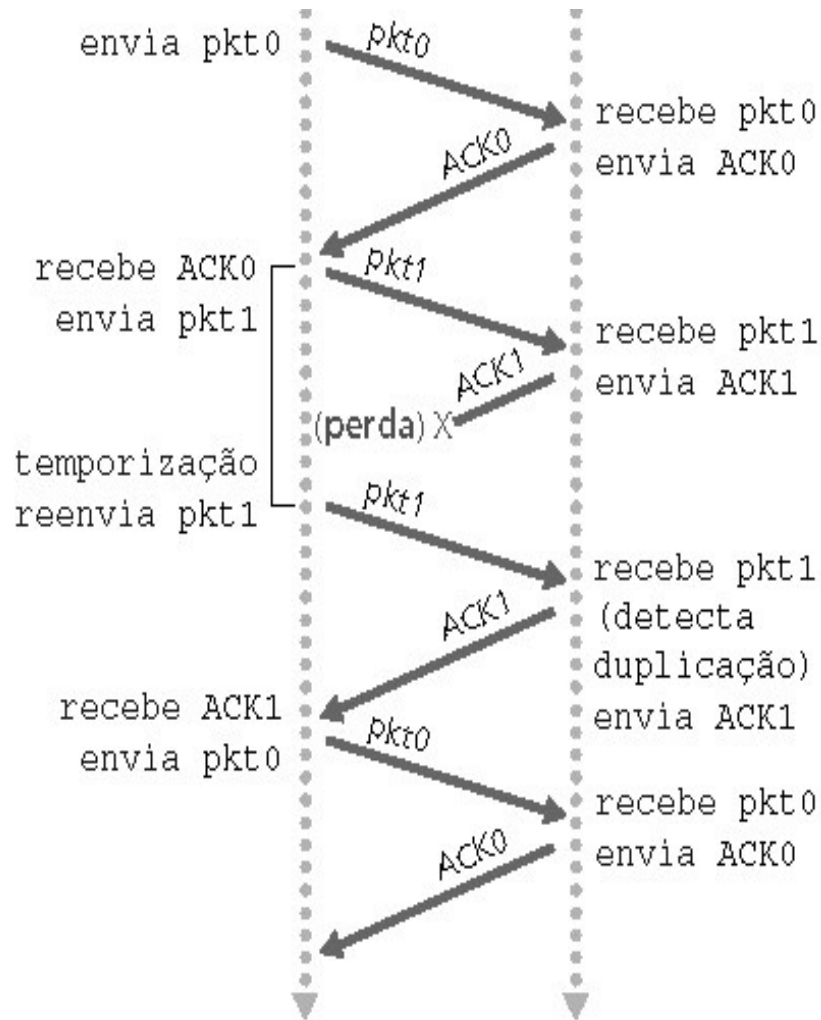 envia pkt0
pkt0
recebe pkt0
envia ACK0
ACK0
recebe ACK0
envia pkt1
pkt1
recebe pkt1
envia ACK1
ACK1
(perda) X
temporização
reenvia pkt1
pkt1
recebe pkt1
(detecta
duplicação)
envia ACK1
ACK1
recebe ACK1
envia pkt0
pkt0
recebe pkt0
envia ACK0
ACK0